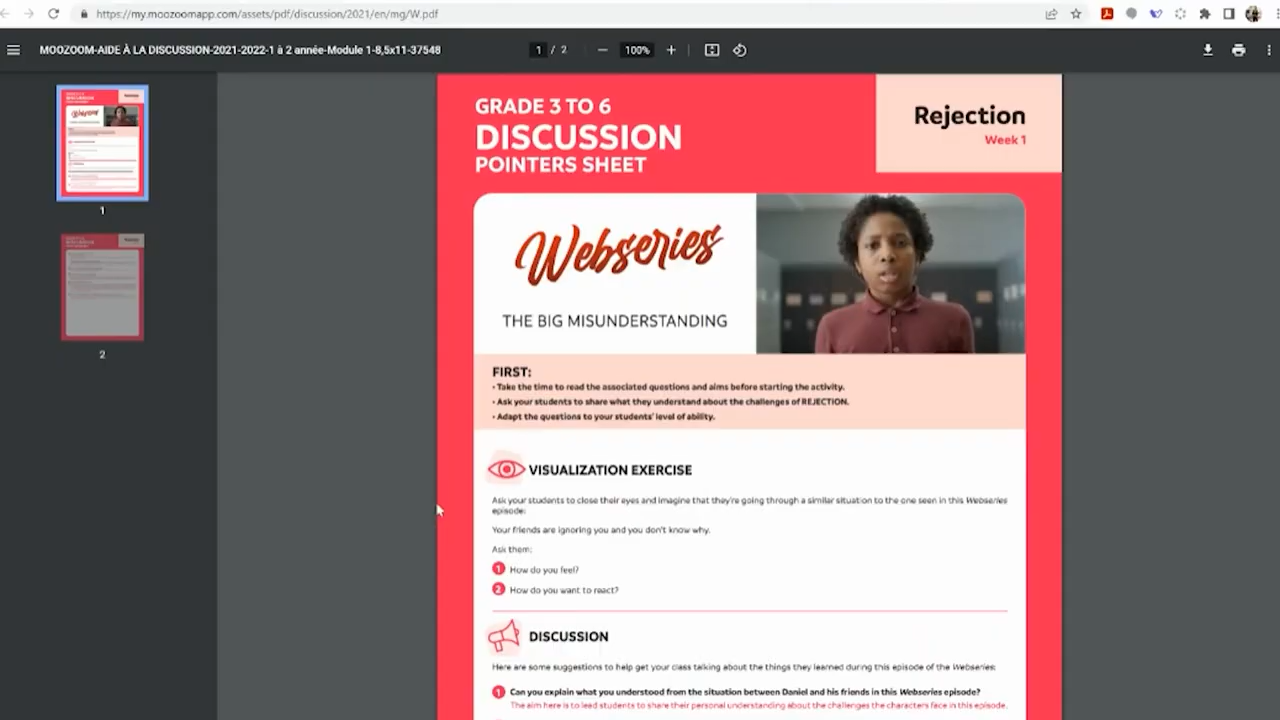 https://my.moozoomapp.com/assets/pdf/discussion/2021/en/mg/W.pdf
MOOZOOM-AIDE À LA DISCUSSION-2021-2022-1 à 2 année-Module 1-8,5x11-37548
1 / 2
100%
GRADE 3 TO 6
DISCUSSION
POINTERS SHEET
Rejection
Week 1
Webseries
THE BIG MISUNDERSTANDING
FIRST:
• Take the time to read the associated questions and aims before starting the activity.
• Ask your students to share what they understand about the challenges of REJECTION.
• Adapt the questions to your students' level of ability.
VISUALIZATION EXERCISE
Ask your students to close their eyes and imagine that they're going through a similar situation to the one seen in this Webseries
episode:
Your friends are ignoring you and you don't know why.
Ask them:
1 How do you feel?
2 How do you want to react?
DISCUSSION
Here are some suggestions to help get your class talking about the things they learned during this episode of the Webseries:
1 Can you explain what you understood from the situation between Daniel and his friends in this Webseries episode?
The aim here is to lead students to share their personal understanding about the challenges the characters face in this episode.
1
2